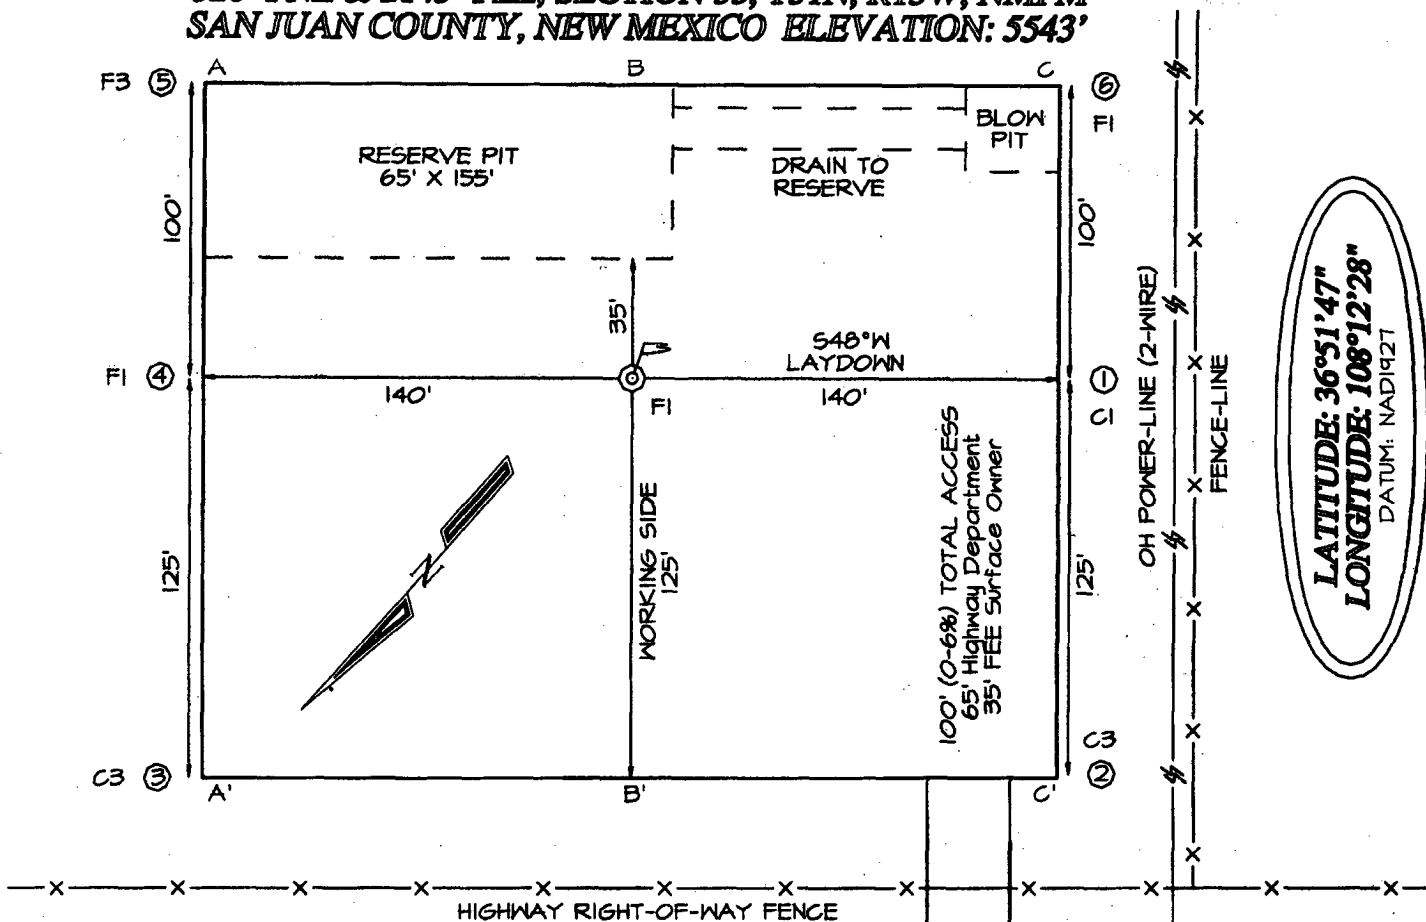 SAN JUAN COUNTY, NEW MEXICO ELEVATION: 5543'
A
B
C
F3 5
6
F1
BLOW
PIT
RESERVE PIT
65' X 155'
DRAIN TO
RESERVE
100'
100'
35'
S48°W
LAYDOWN
F1 4
140'
F1
140'
1
C1
WORKING SIDE
125'
125'
125'
100' (0-6%) TOTAL ACCESS
65' Highway Department
35' FEE Surface Owner
OH POWER-LINE (2-WIRE)
FENCE-LINE
LATITUDE: 36°51'47"
LONGITUDE: 108°12'28"
DATUM: NAD1927
N
C3 3
C3
2
A'
B'
C'
HIGHWAY RIGHT-OF-WAY FENCE